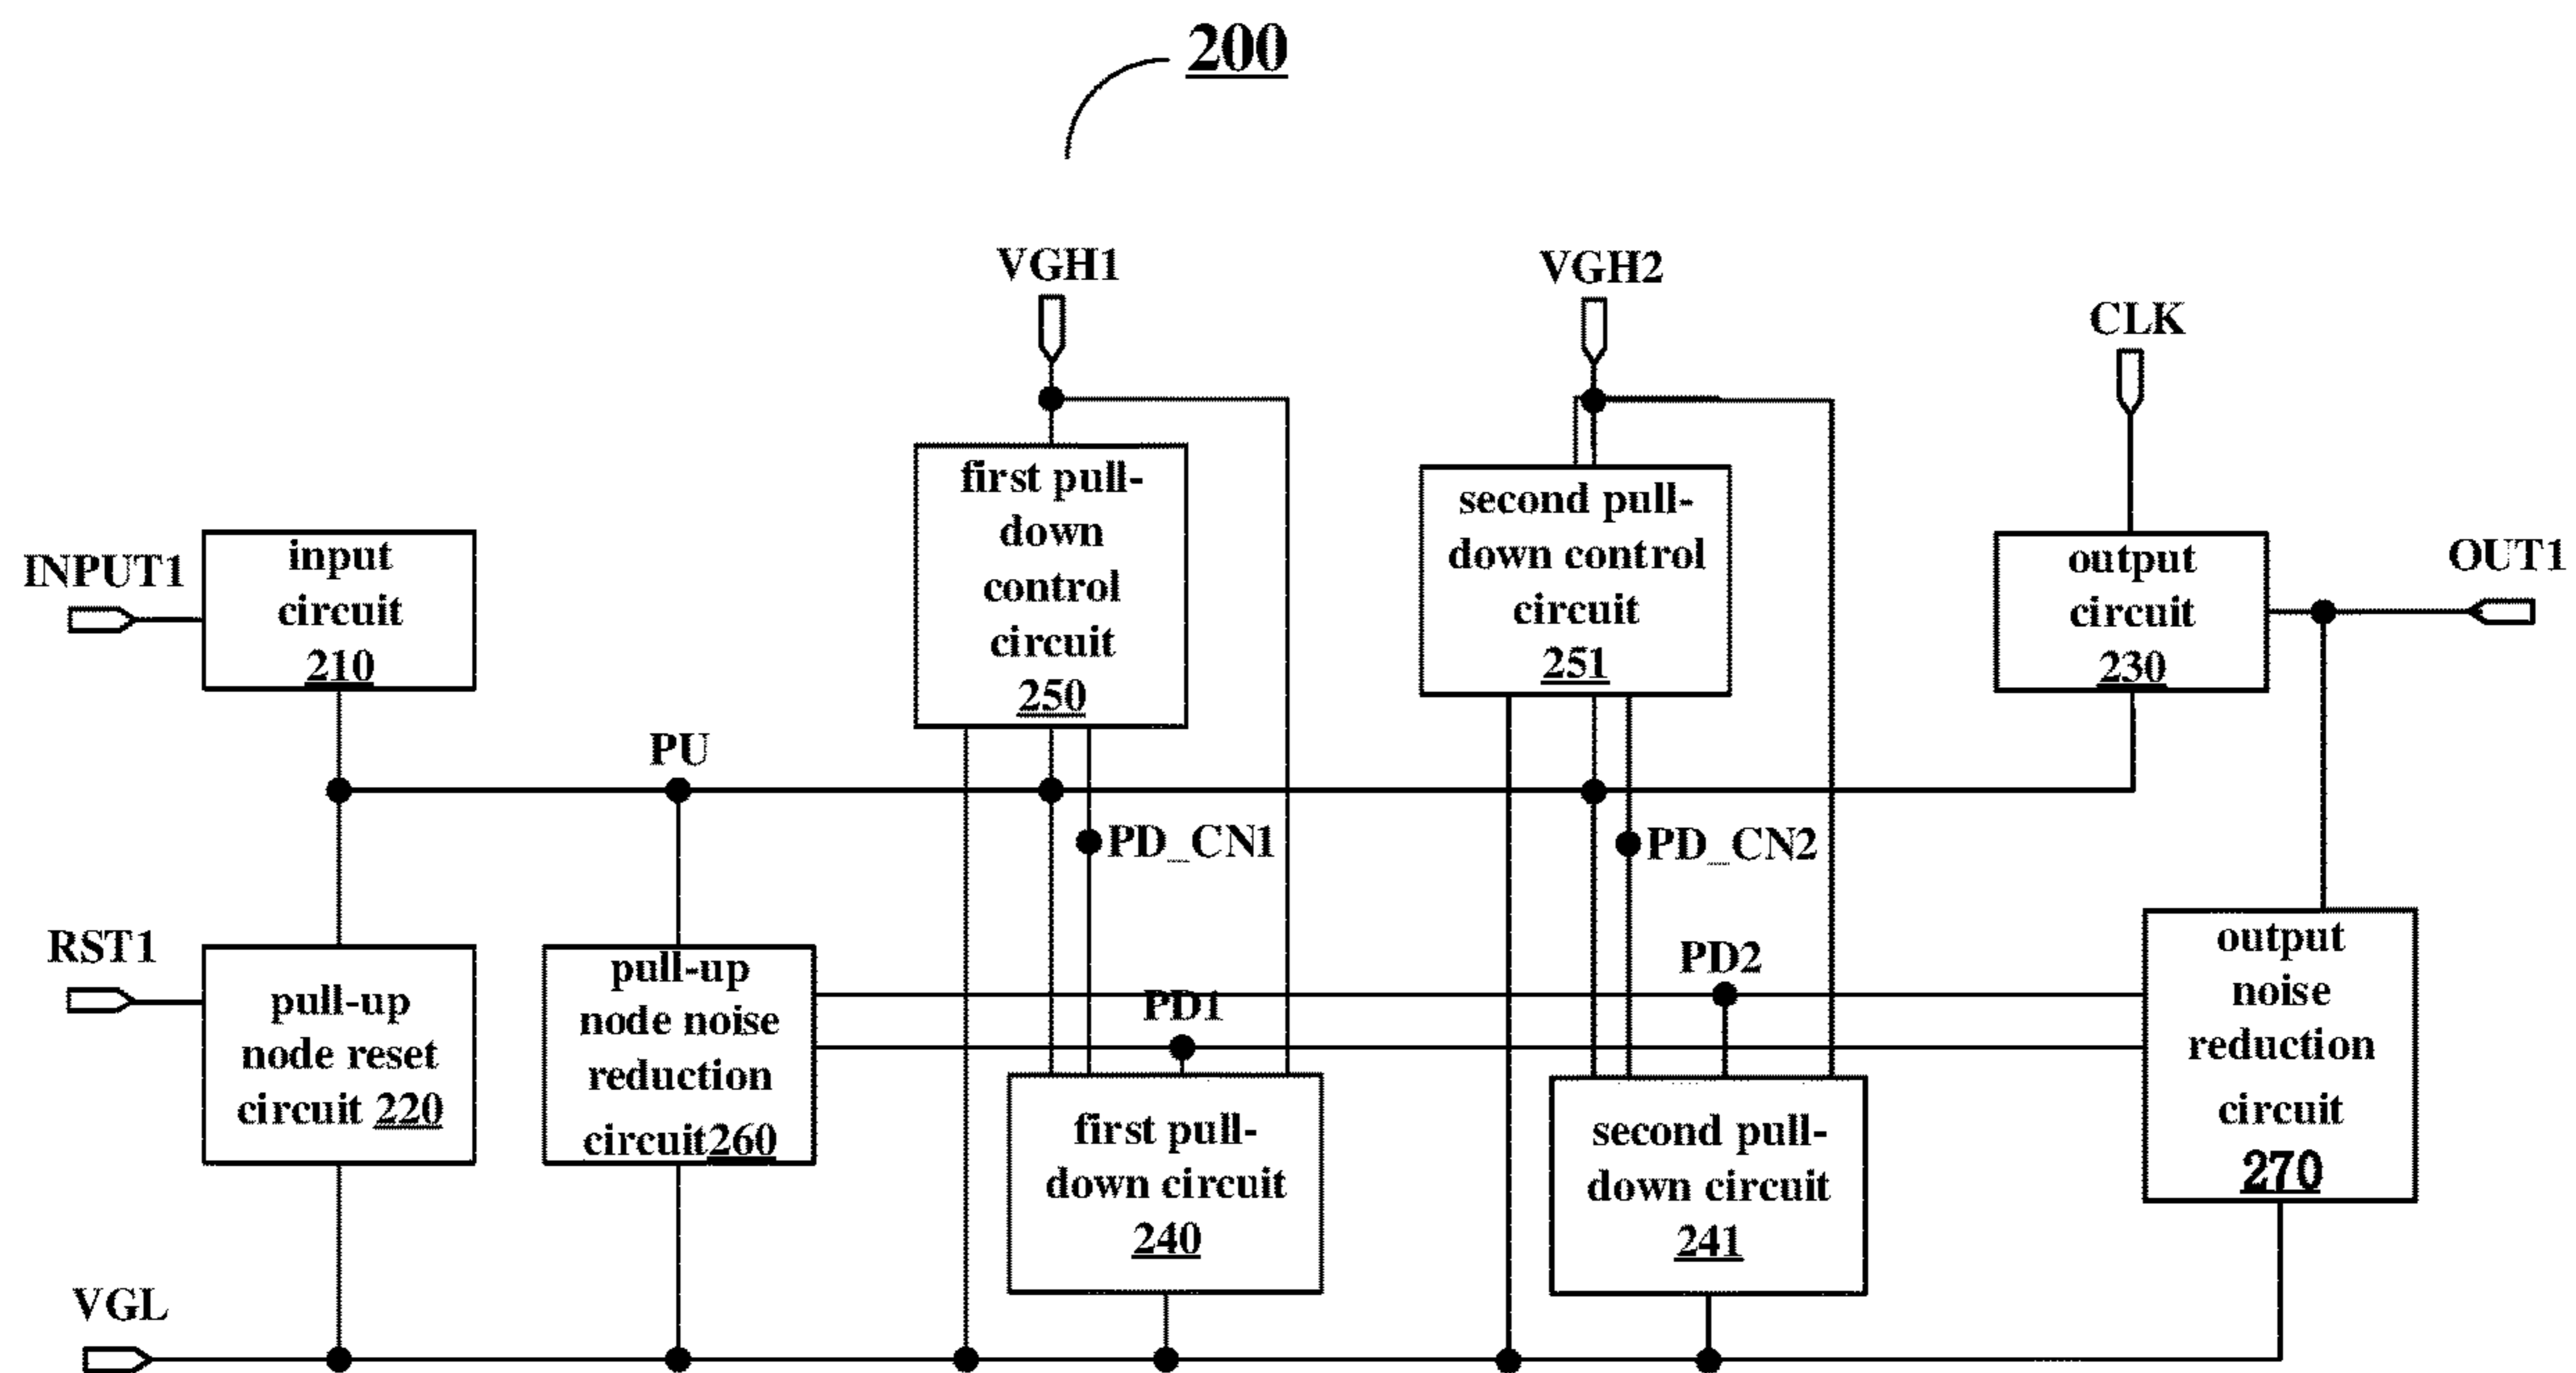 200
VGH1
VGH2
CLK
first pull-
down
control
circuit
250
second pull-
down control
circuit
251
INPUT1
input
circuit
210
output
circuit
230
OUT1
PU
PD_CN1
PD_CN2
RST1
pull-up
node reset
circuit 220
pull-up
node noise
reduction
circuit260
PD1
PD2
output
noise
reduction
circuit
270
first pull-
down circuit
240
second pull-
down circuit
241
VGL